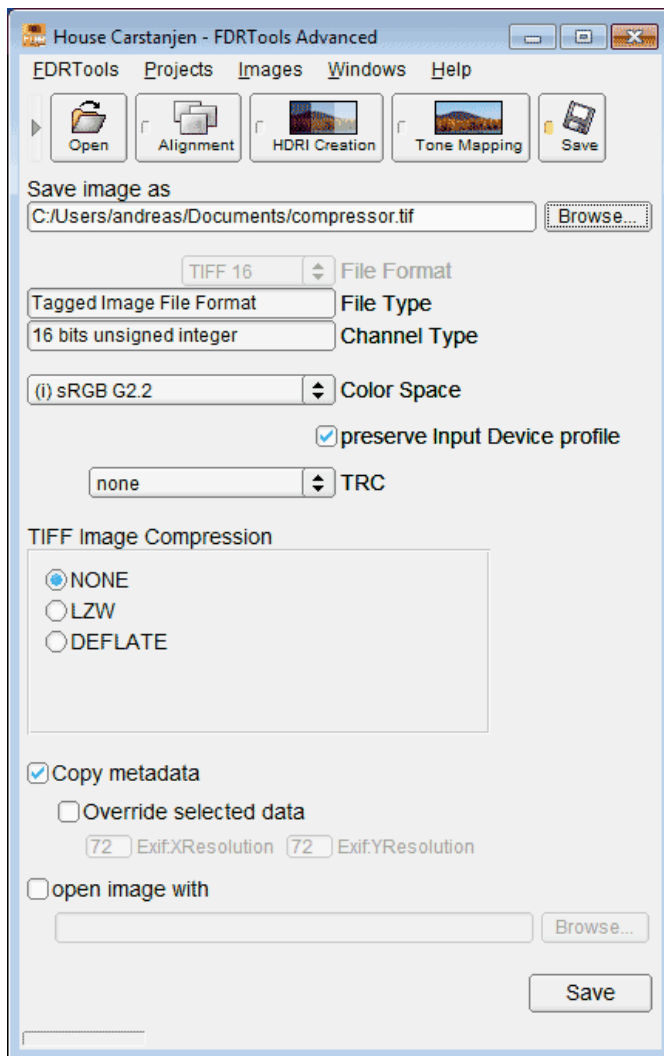 House Carstanjen - FDRTools Advanced
FDRTools Projects Images Windows Help
Open Alignment HDRI Creation Tone Mapping Save
Save image as
C:/Users/andreas/Documents/compressor.tif Browse...
TIFF 16 File Format
Tagged Image File Format File Type
16 bits unsigned integer Channel Type
(i) sRGB G2.2 Color Space
preserve Input Device profile
none TRC
TIFF Image Compression
NONE
LZW
DEFLATE
Copy metadata
Override selected data
72 Exif:XResolution 72 Exif:YResolution
open image with
Browse...
Save